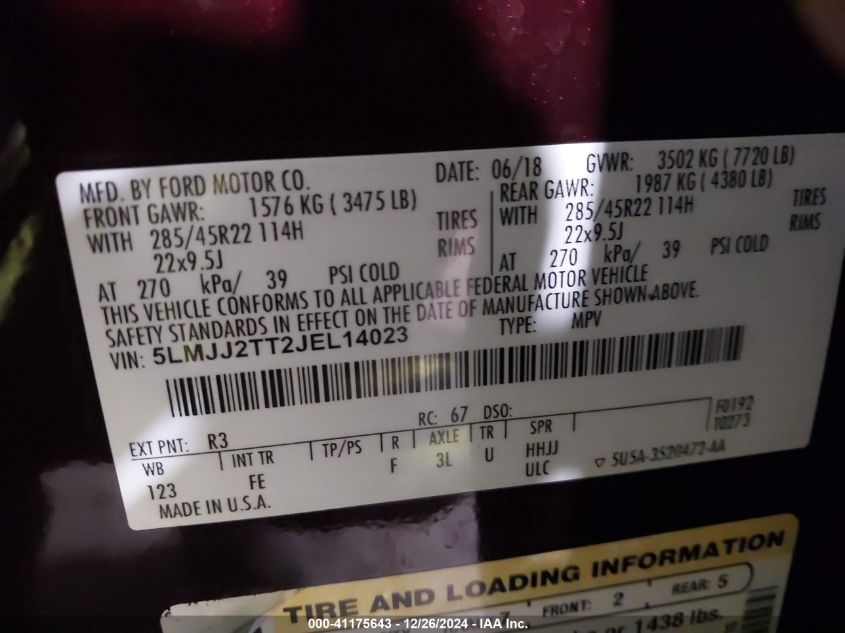 MFD. BY FORD MOTOR CO. DATE: 06/18 GVWR: 3502 KG ( 7720 LB)
FRONT GAWR: 1576 KG ( 3475 LB) REAR GAWR: 1987 KG ( 4380 LB)
WITH 285/45R22 114H TIRES WITH 285/45R22 114H TIRES
22x9.5J RIMS 22x9.5J RIMS
AT 270 kPa/ 39 PSI COLD AT 270 kPa/ 39 PSI COLD
THIS VEHICLE CONFORMS TO ALL APPLICABLE FEDERAL MOTOR VEHICLE
SAFETY STANDARDS IN EFFECT ON THE DATE OF MANUFACTURE SHOWN ABOVE.
VIN: 5LMJJ2TT2JEL14023 TYPE: MPV
F0192
EXT PNT: R3 RC: 67 DSO: T0273
WB INT TR TP/PS R AXLE TR SPR
123 FE F 3L U HHJJ
ULC ▽ 5U5A-3520472-AA
MADE IN U.S.A.
TIRE AND LOADING INFORMATION
7 FRONT: 2 REAR: 5
or 1438 lbs.
000-41175643 / 12/26/2024 - IAA Inc.